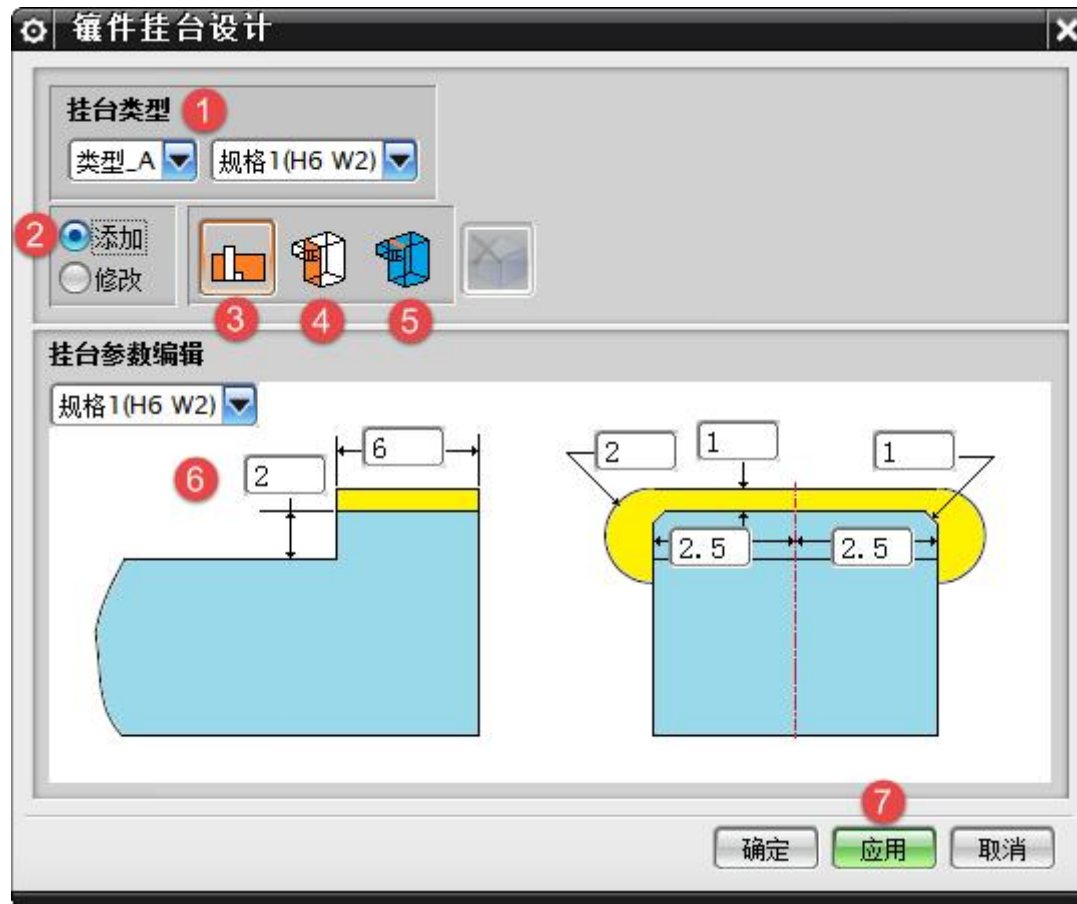 镶件挂台设计
挂台类型 1
类型_A 规格1(H6 W2)
2 添加
修改
3 4 5
挂台参数编辑
规格1(H6 W2)
6 2 6 2 1 1
2.5 2.5
7
确定 应用 取消